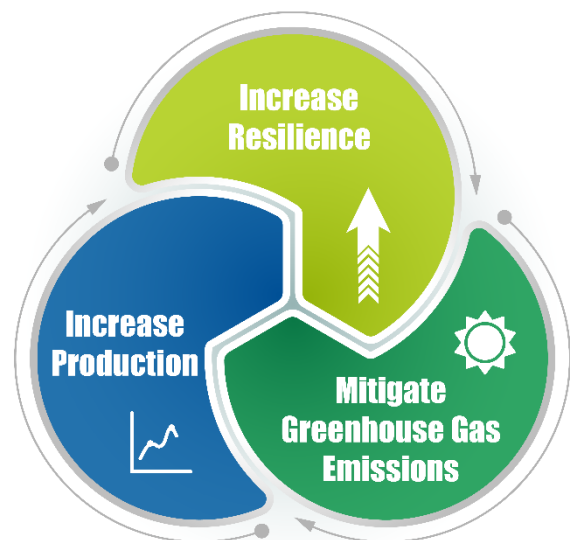 Increase
Resilience
Increase
Production
Mitigate
Greenhouse Gas
Emissions